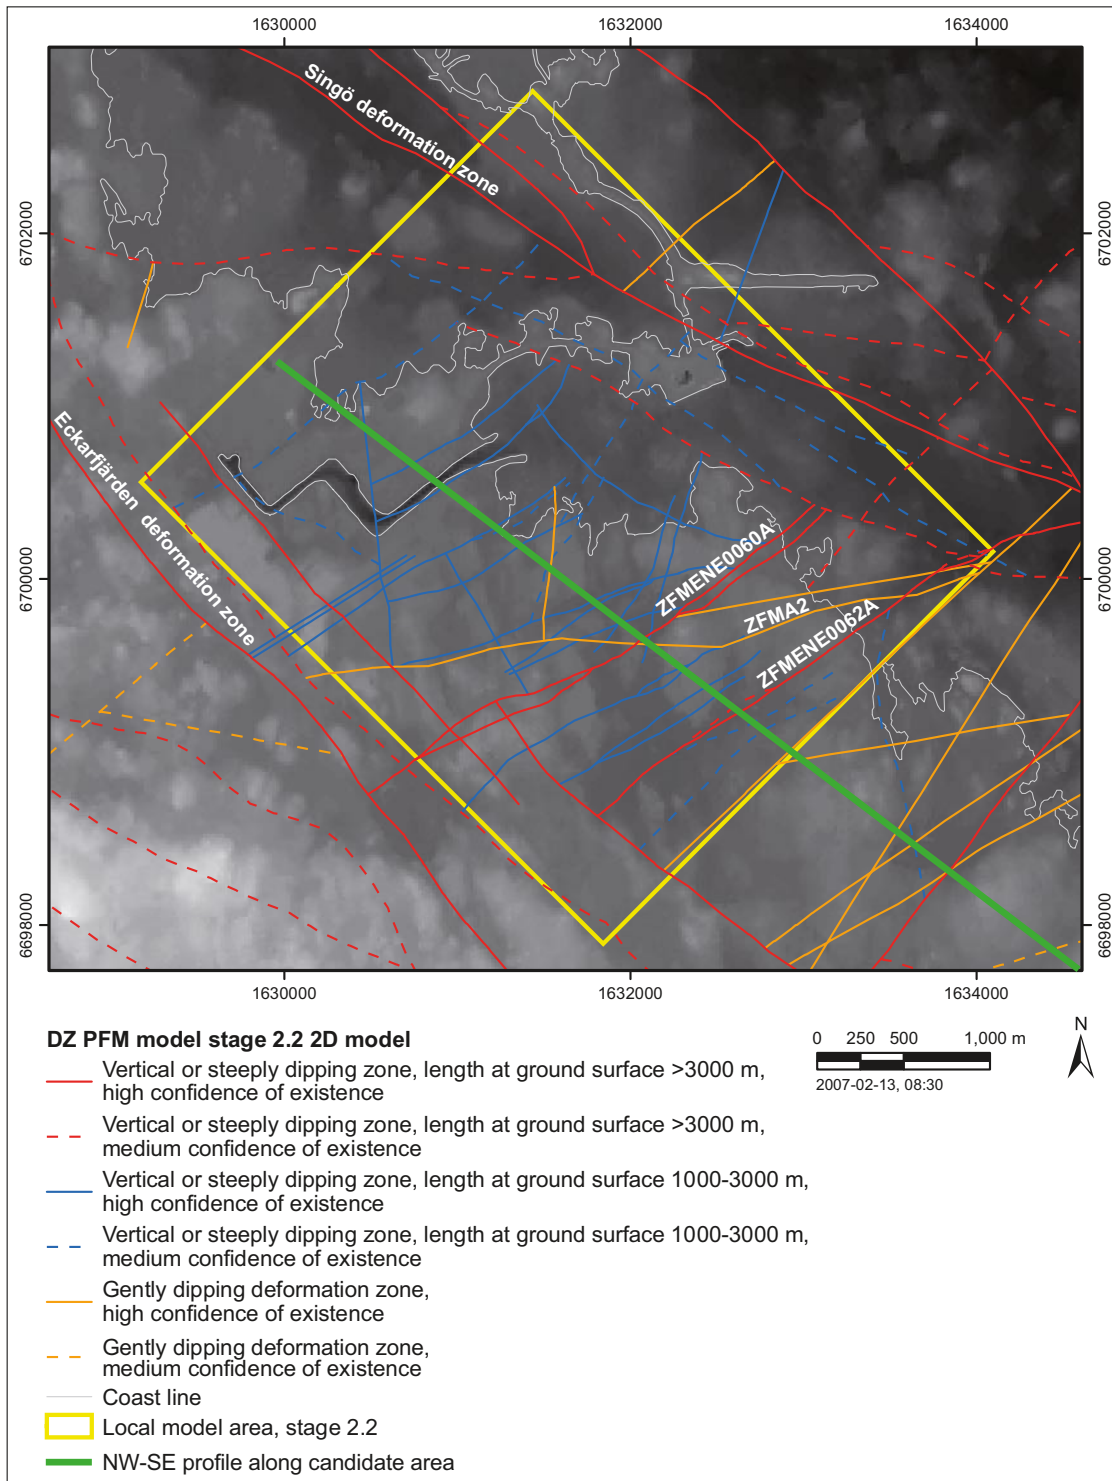 1630000 1632000 1634000
Singö deformation zone
6702000 6702000
Eckarfjärden deformation zone
ZFMENE0060A
ZFMA2
ZFMENE0062A
6700000 6700000
6698000 6698000
1630000 1632000 1634000
DZ PFM model stage 2.2 2D model
Vertical or steeply dipping zone, length at ground surface >3000 m,
high confidence of existence
Vertical or steeply dipping zone, length at ground surface >3000 m,
medium confidence of existence
Vertical or steeply dipping zone, length at ground surface 1000-3000 m,
high confidence of existence
Vertical or steeply dipping zone, length at ground surface 1000-3000 m,
medium confidence of existence
Gently dipping deformation zone,
high confidence of existence
Gently dipping deformation zone,
medium confidence of existence
Coast line
Local model area, stage 2.2
NW-SE profile along candidate area
0 250 500 1,000 m
2007-02-13, 08:30
N